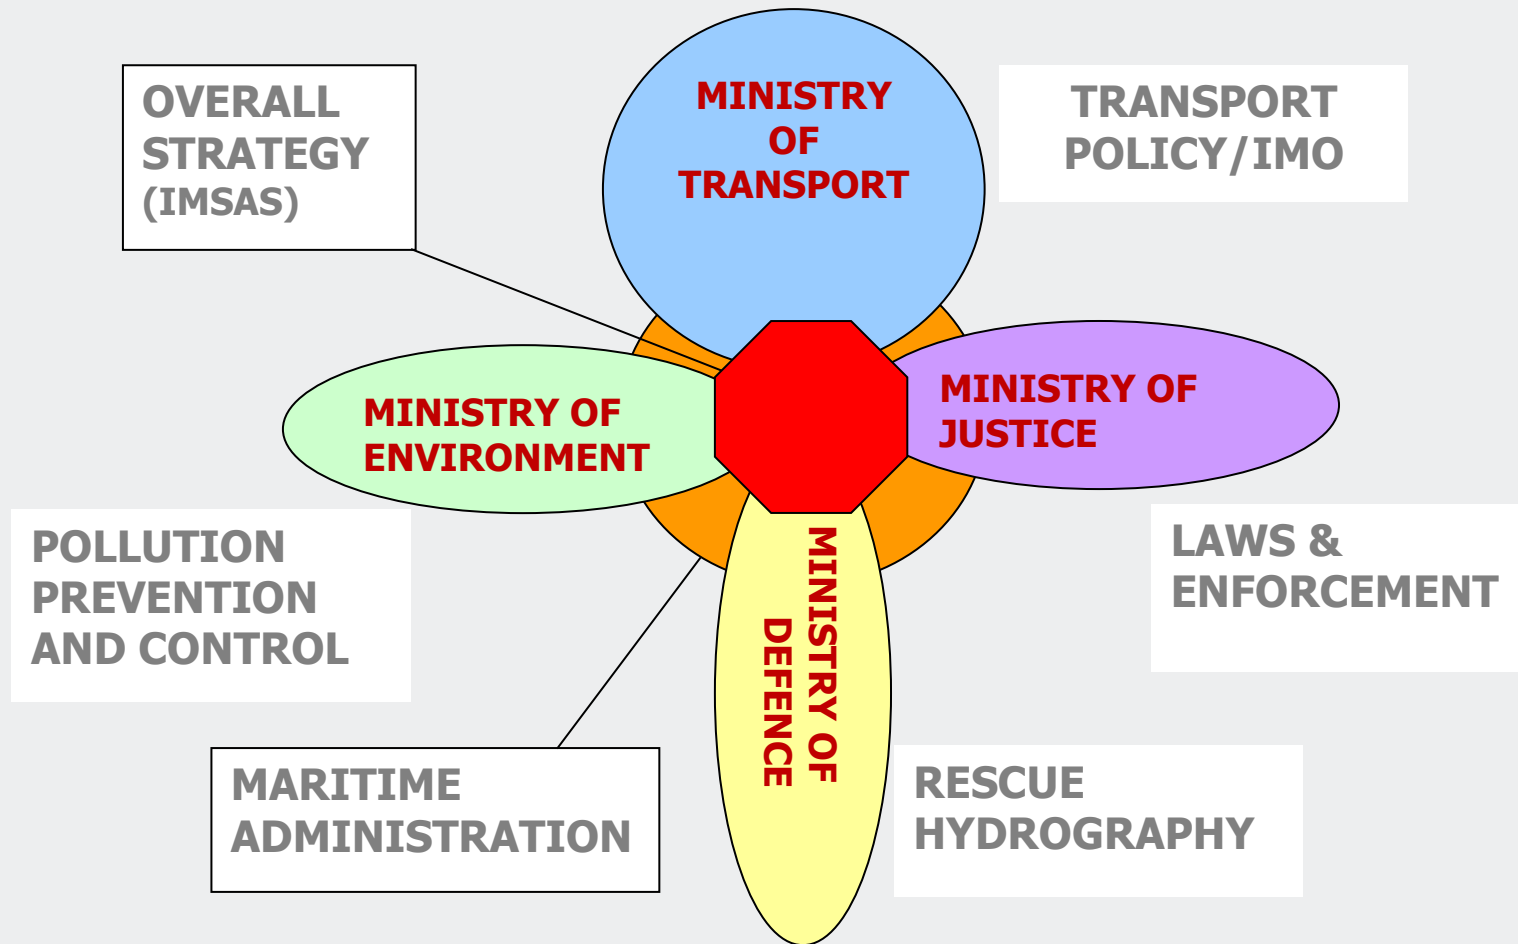 OVERALL
STRATEGY
(IMSAS)
MINISTRY
OF
TRANSPORT
TRANSPORT
POLICY/IMO
MINISTRY OF
ENVIRONMENT
MINISTRY OF
JUSTICE
POLLUTION
PREVENTION
AND CONTROL
MINISTRY OF
DEFENCE
LAWS &
ENFORCEMENT
MARITIME
ADMINISTRATION
RESCUE
HYDROGRAPHY